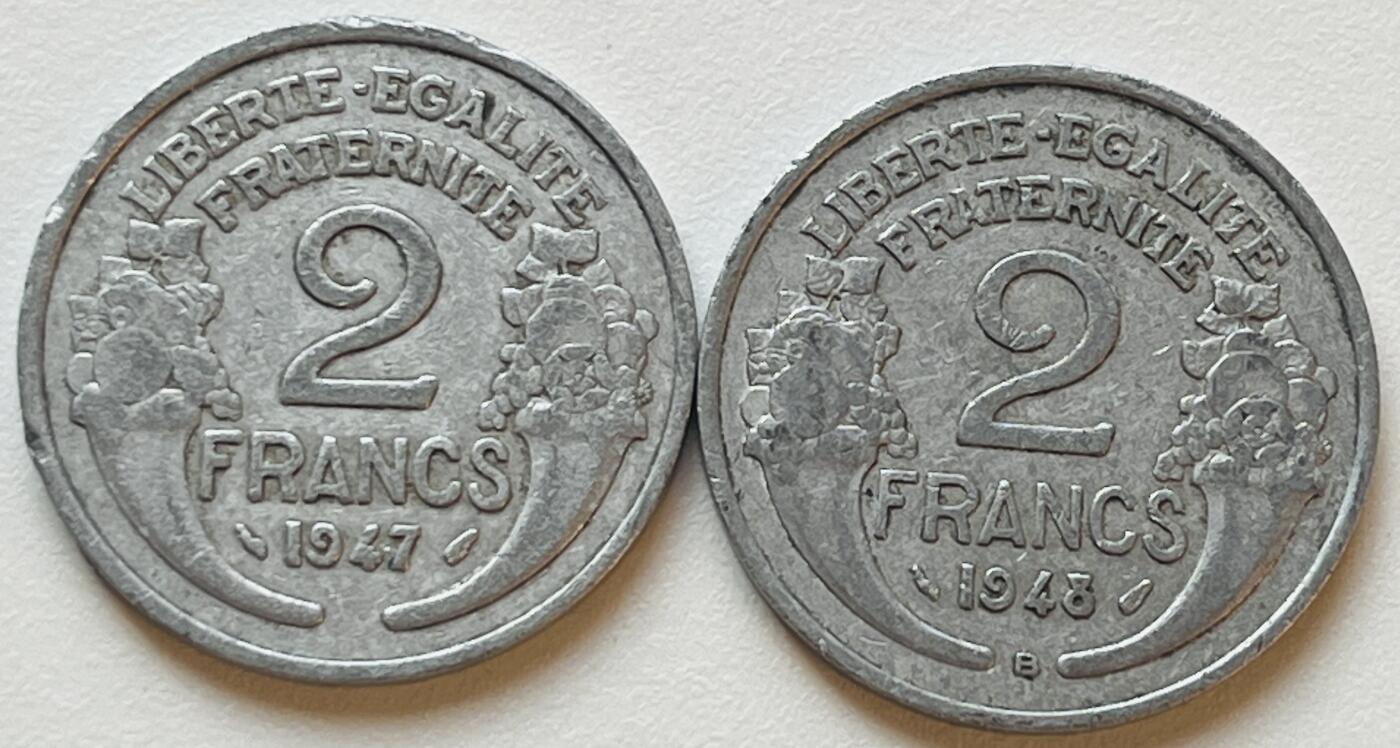 LIBERTE·EGALITE
FRATERNITE
2
FRANCS
1947
LIBERTE·EGALITE
FRATERNITE
2
FRANCS
1948
B